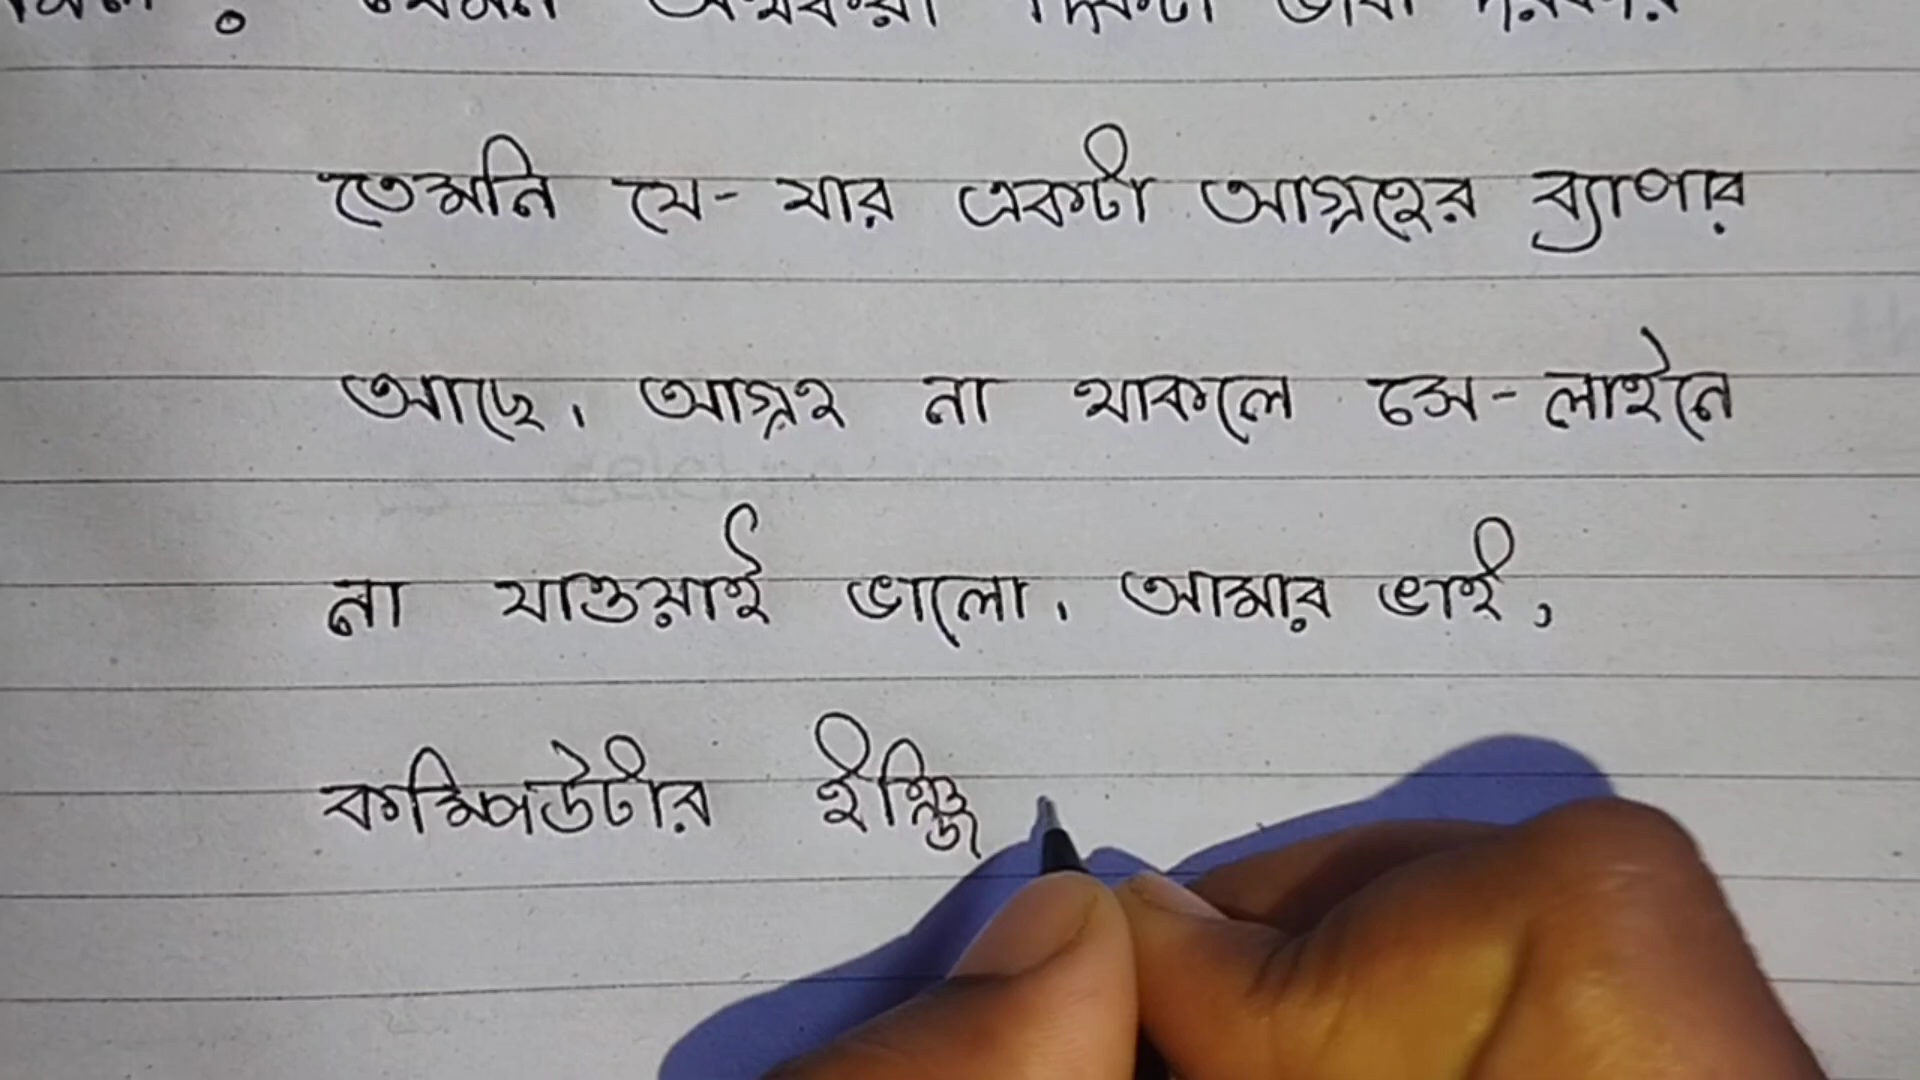 তেমনি যে-যার একটা আগ্রহের ব্যাপার
আছে। আগ্রহ না থাকলে সে-লাইনে
না যাওয়াই ভালো। আমার ভাই,
কম্পিউটার ইঞ্জি